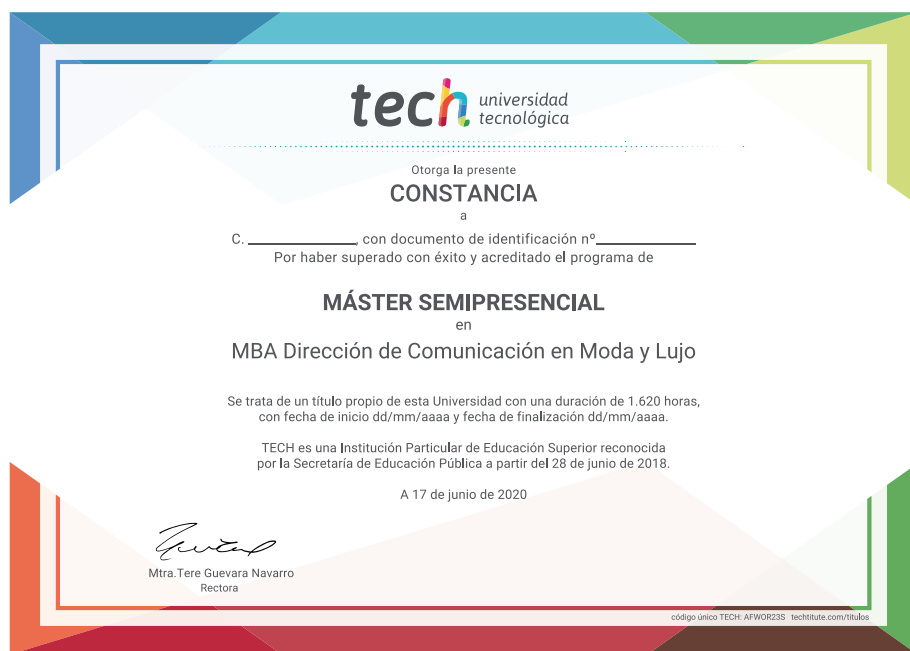 tech universidad
tecnológica
Otorga la presente
CONSTANCIA
a
C. ______________, con documento de identificación nº_____________
Por haber superado con éxito y acreditado el programa de
MÁSTER SEMIPRESENCIAL
en
MBA Dirección de Comunicación en Moda y Lujo
Se trata de un título propio de esta Universidad con una duración de 1.620 horas,
con fecha de inicio dd/mm/aaaa y fecha de finalización dd/mm/aaaa.
TECH es una Institución Particular de Educación Superior reconocida
por la Secretaría de Educación Pública a partir del 28 de junio de 2018.
A 17 de junio de 2020
Mtra.Tere Guevara Navarro
Rectora
código único TECH: AFWOR23S techtitute.com/titulos